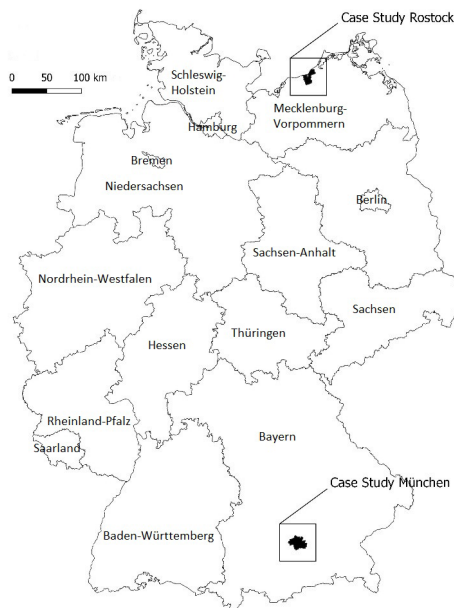 Case Study Rostock
0 50 100 km
Schleswig-
Holstein
Mecklenburg-
Vorpommern
Hamburg
Bremen
Niedersachsen
Berlin
Sachsen-Anhalt
Nordrhein-Westfalen
Sachsen
Thüringen
Hessen
Rheinland-Pfalz
Bayern
Saarland
Case Study München
Baden-Württemberg